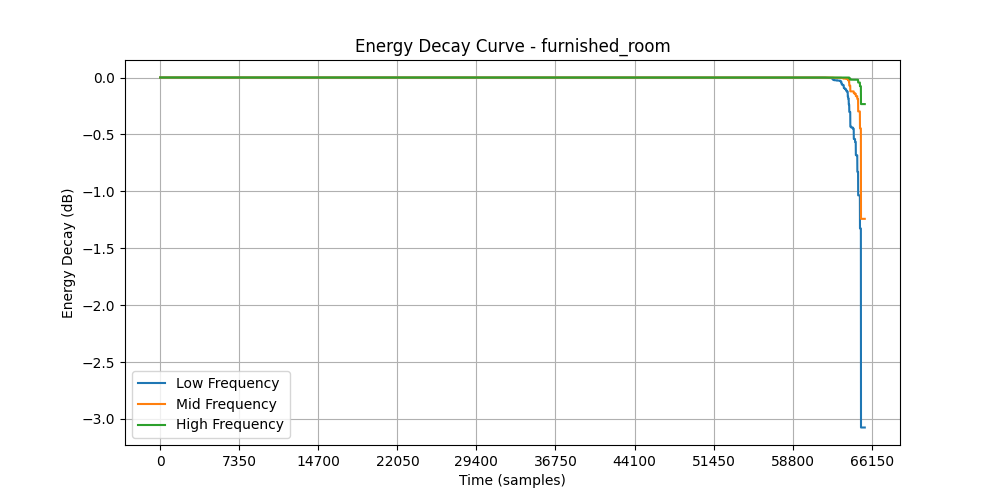 Energy Decay Curve - furnished_room
Energy Decay (dB)
0.0
−0.5
−1.0
−1.5
−2.0
−2.5
−3.0
Low Frequency
Mid Frequency
High Frequency
0 7350 14700 22050 29400 36750 44100 51450 58800 66150
Time (samples)